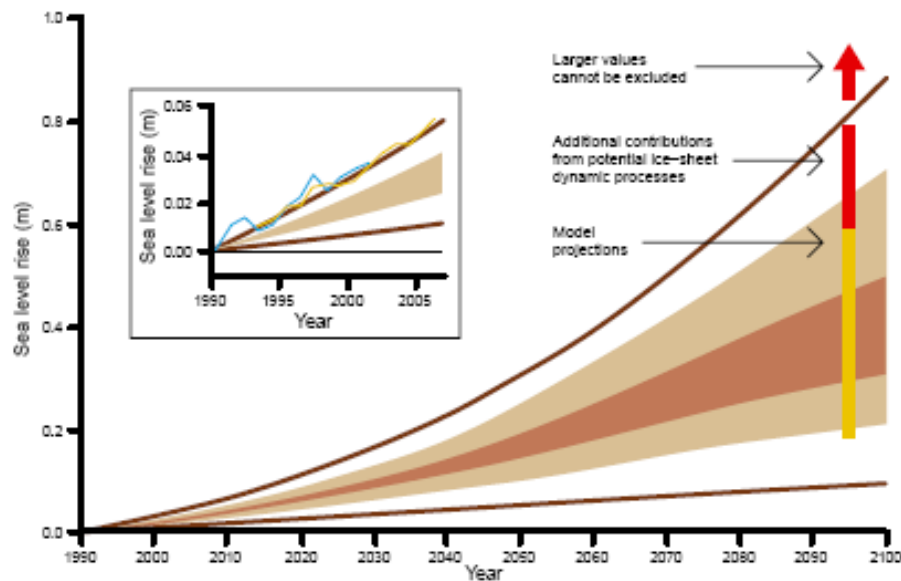 1.0
0.8
0.6
0.4
0.2
0.0
Sea level rise (m)
1990
2000
2010
2020
2030
2040
2050
2060
2070
2080
2090
2100
Year
0.06
0.04
0.02
0.00
Sea level rise (m)
1990
1995
2000
2005
Year
Larger values
cannot be excluded
Additional contributions
from potential ice-sheet
dynamic processes
Model
projections